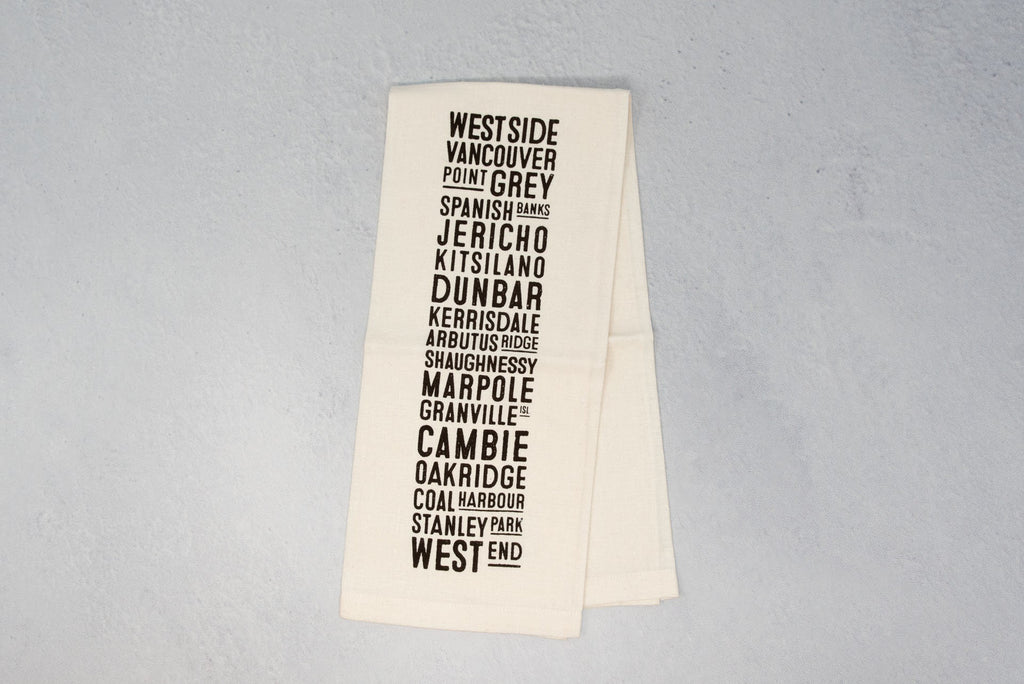 WESTSIDE
VANCOUVER
POINT GREY
SPANISH BANKS
JERICHO
KITSILANO
DUNBAR
KERRISDALE
ARBUTUS RIDGE
SHAUGHNESSY
MARPOLE
GRANVILLE ISL
CAMBIE
OAKRIDGE
COAL HARBOUR
STANLEY PARK
WEST END